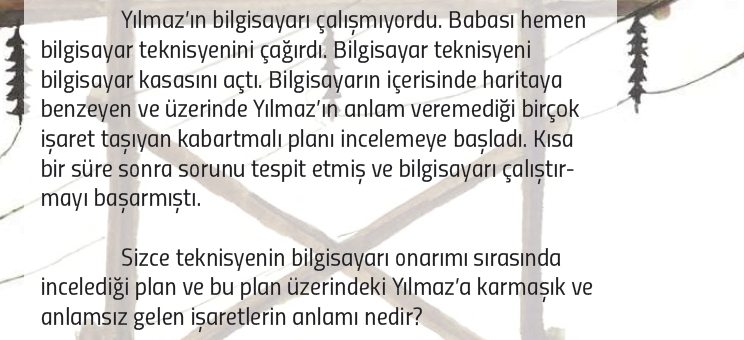 Yılmaz'ın bilgisayarı çalışmıyordu. Babası hemen
bilgisayar teknisyenini çağırdı. Bilgisayar teknisyeni
bilgisayar kasasını açtı. Bilgisayarın içerisinde haritaya
benzeyen ve üzerinde Yılmaz'ın anlam veremediği birçok
işaret taşıyan kabartmalı planı incelemeye başladı. Kısa
bir süre sonra sorunu tespit etmiş ve bilgisayarı çalıştır-
mayı başarmıştı.
Sizce teknisyenin bilgisayarı onarımı sırasında
incelediği plan ve bu plan üzerindeki Yılmaz'a karmaşık ve
anlamsız gelen işaretlerin anlamı nedir?